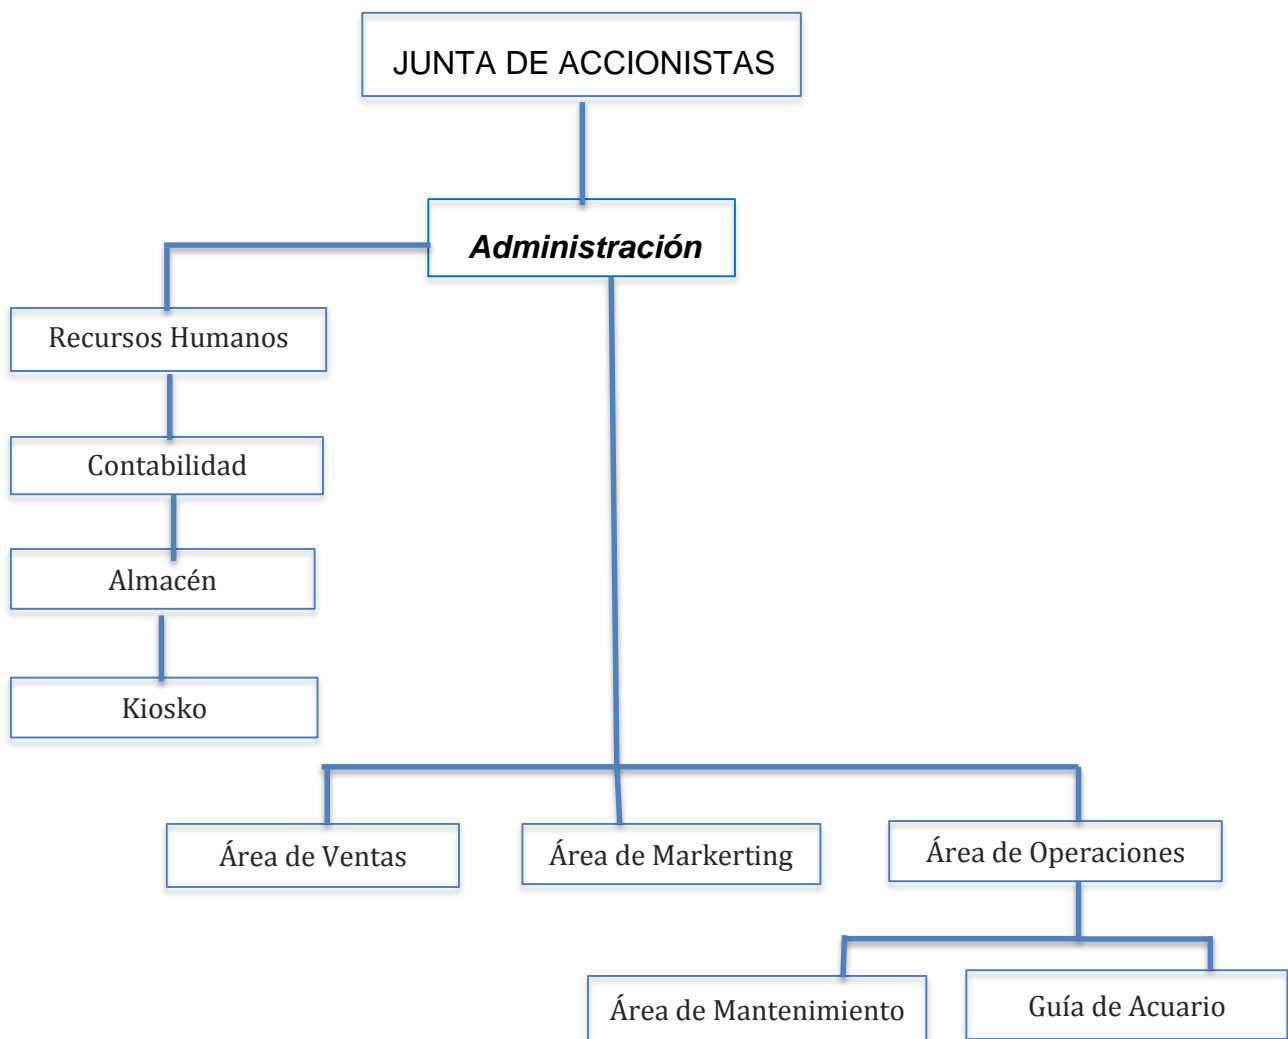 JUNTA DE ACCIONISTAS
Administración
Recursos Humanos
Contabilidad
Almacén
Kiosko
Área de Ventas
Área de Markerting
Área de Operaciones
Área de Mantenimiento
Guía de Acuario